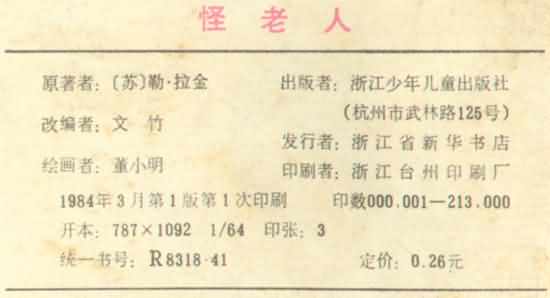 怪老人
原著者：〔苏〕勒·拉金 出版者：浙江少年儿童出版社
（杭州市武林路125号）
改编者：文竹 发行者：浙江省新华书店
绘画者：董小明 印刷者：浙江台州印刷厂
1984年3月第1版第1次印刷 印数000.001—213.000
开本：787×1092 1/64 印张：3
统一书号：R8318·41 定价：0.26元